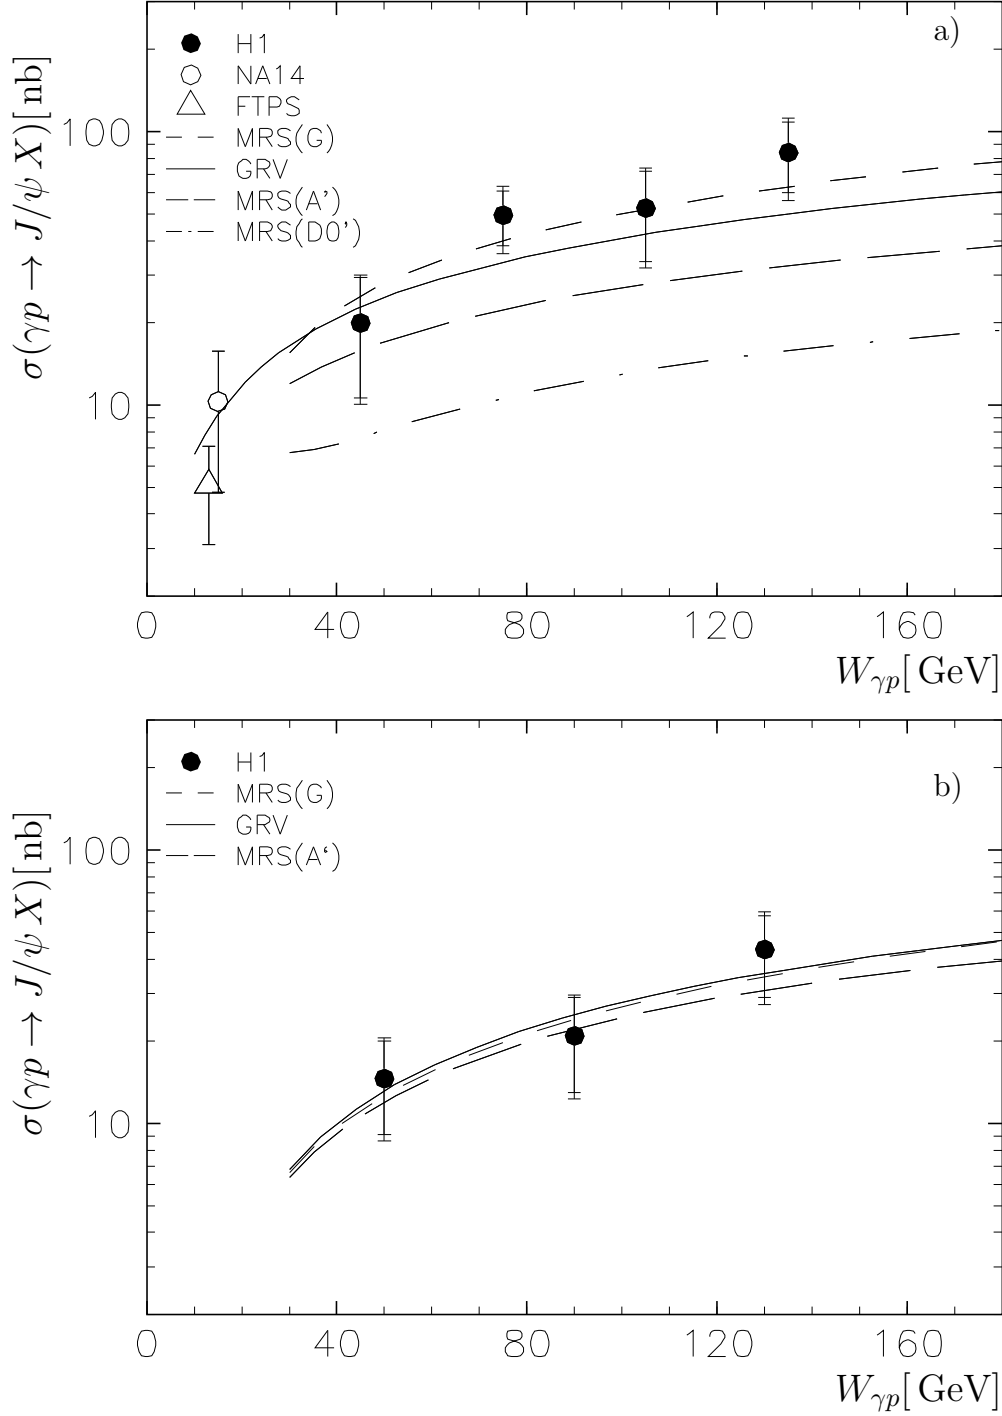 a)
H1
NA14
FTPS
MRS(G)
GRV
MRS(A')
MRS(D0')
σ(γp → J/ψ X)[nb]
100
10
0 40 80 120 160
W_γp[GeV]
b)
H1
MRS(G)
GRV
MRS(A‘)
σ(γp → J/ψ X)[nb]
100
10
0 40 80 120 160
W_γp[GeV]